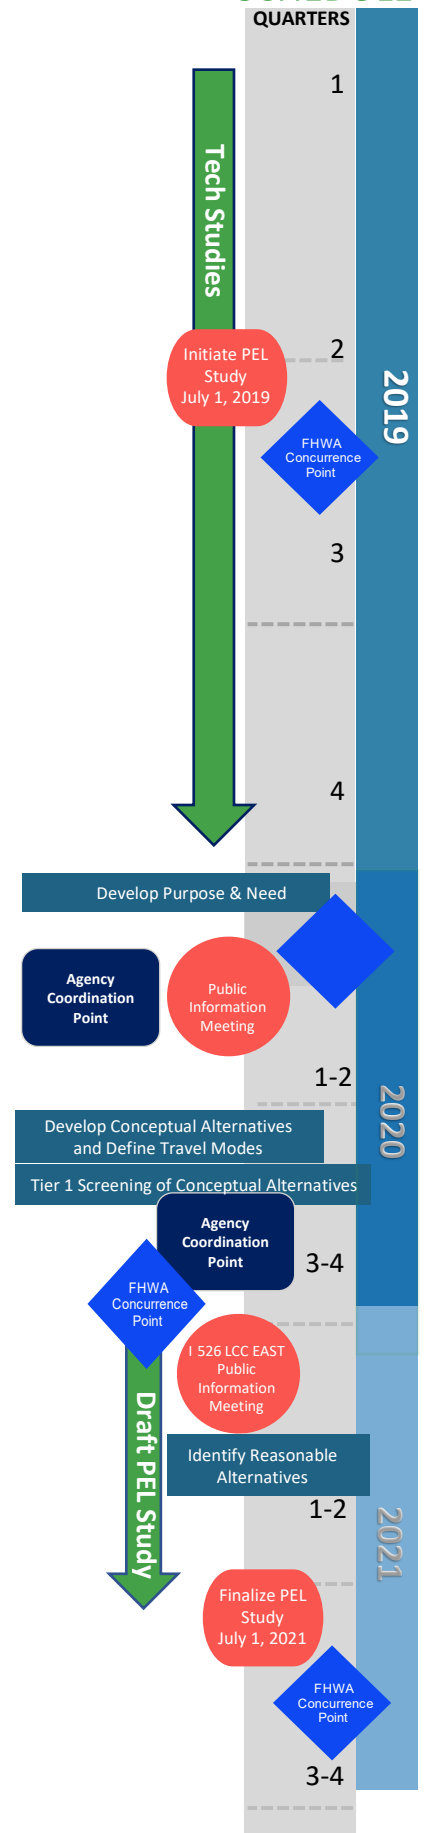 QUARTERS
1
Tech Studies
2
Initiate PEL
Study
July 1, 2019
2019
FHWA
Concurrence
Point
3
4
Develop Purpose & Need
Agency
Coordination
Point
Public
Information
Meeting
1-2
2020
Develop Conceptual Alternatives
and Define Travel Modes
Tier 1 Screening of Conceptual Alternatives
Agency
Coordination
Point
3-4
FHWA
Concurrence
Point
I 526 LCC EAST
Public
Information
Meeting
Draft PEL Study
Identify Reasonable
Alternatives
1-2
2021
Finalize PEL
Study
July 1, 2021
FHWA
Concurrence
Point
3-4